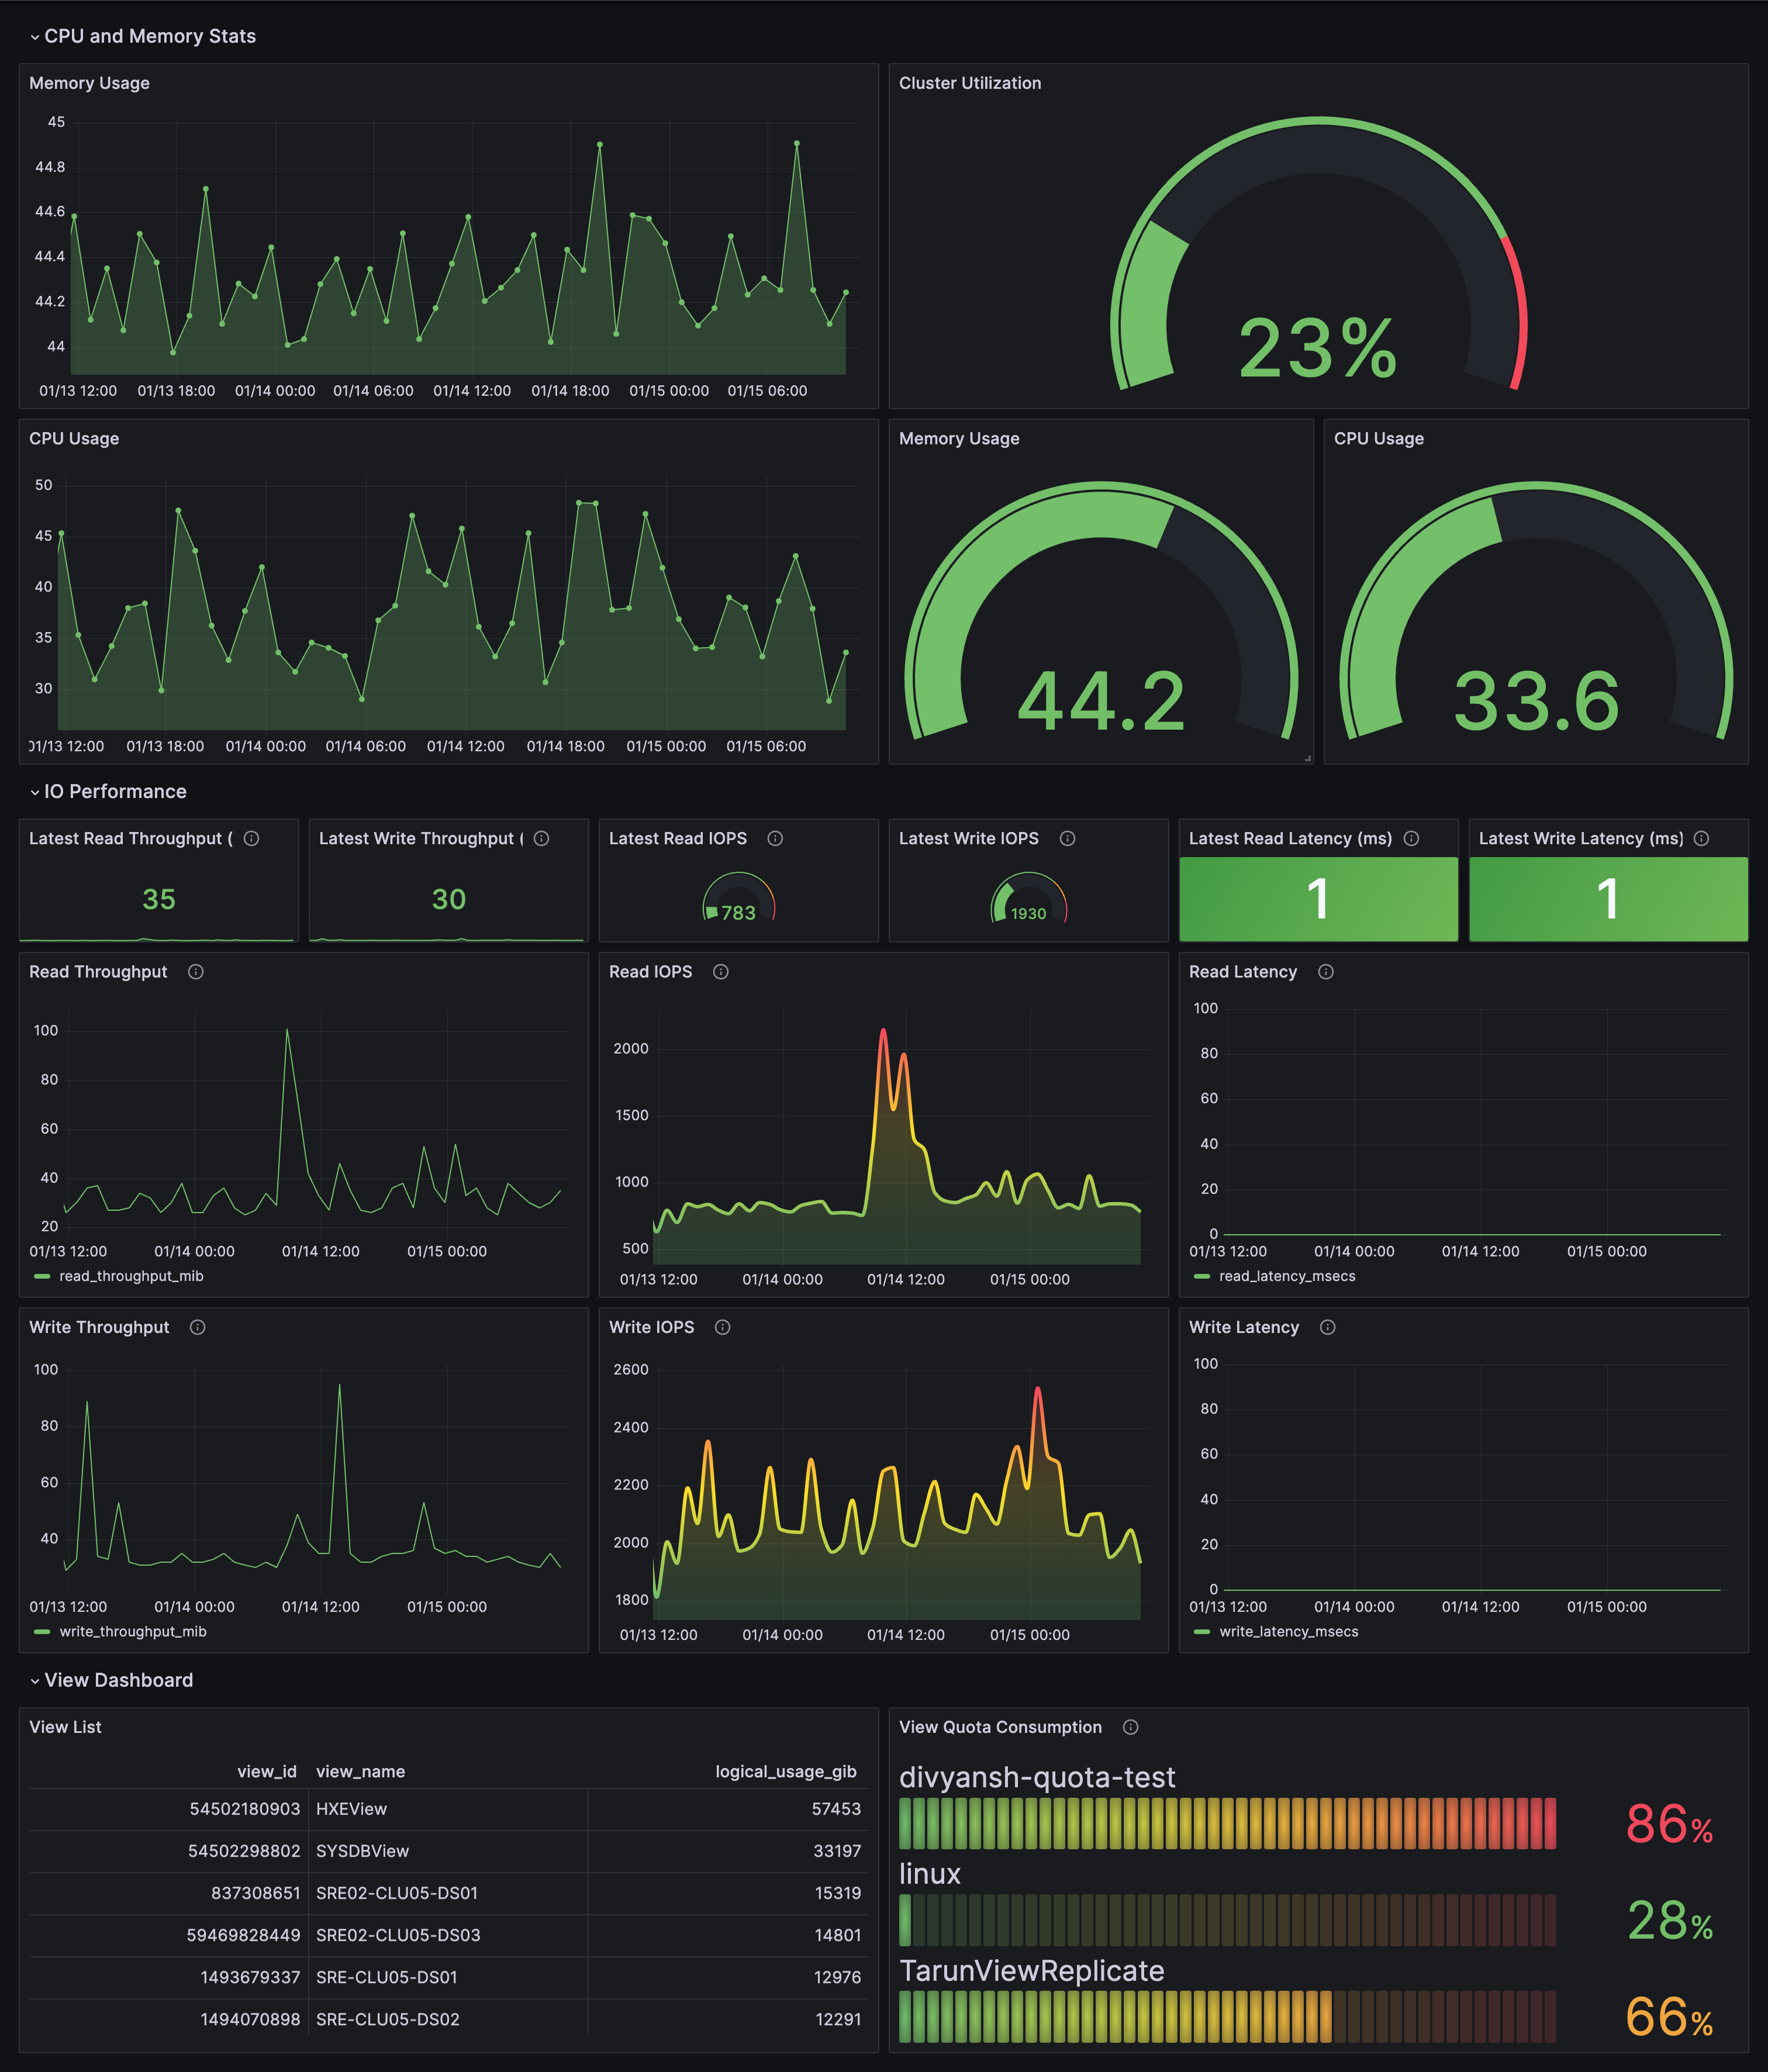 CPU and Memory Stats
Memory Usage
45
44.8
44.6
44.4
44.2
44
01/13 12:00 01/13 18:00 01/14 00:00 01/14 06:00 01/14 12:00 01/14 18:00 01/15 00:00 01/15 06:00
Cluster Utilization
23%
CPU Usage
50
45
40
35
30
01/13 12:00 01/13 18:00 01/14 00:00 01/14 06:00 01/14 12:00 01/14 18:00 01/15 00:00 01/15 06:00
Memory Usage
44.2
CPU Usage
33.6
IO Performance
Latest Read Throughput (
35
Latest Write Throughput (
30
Latest Read IOPS
783
Latest Write IOPS
1930
Latest Read Latency (ms)
1
Latest Write Latency (ms)
1
Read Throughput
100
80
60
40
20
01/13 12:00 01/14 00:00 01/14 12:00 01/15 00:00
read_throughput_mib
Read IOPS
2000
1500
1000
500
01/13 12:00 01/14 00:00 01/14 12:00 01/15 00:00
Read Latency
100
80
60
40
20
0
01/13 12:00 01/14 00:00 01/14 12:00 01/15 00:00
read_latency_msecs
Write Throughput
100
80
60
40
01/13 12:00 01/14 00:00 01/14 12:00 01/15 00:00
write_throughput_mib
Write IOPS
2600
2400
2200
2000
1800
01/13 12:00 01/14 00:00 01/14 12:00 01/15 00:00
Write Latency
100
80
60
40
20
0
01/13 12:00 01/14 00:00 01/14 12:00 01/15 00:00
write_latency_msecs
View Dashboard
View List
view_id view_name logical_usage_gib
54502180903 HXEView 57453
54502298802 SYSDBView 33197
837308651 SRE02-CLU05-DS01 15319
59469828449 SRE02-CLU05-DS03 14801
1493679337 SRE-CLU05-DS01 12976
1494070898 SRE-CLU05-DS02 12291
View Quota Consumption
divyansh-quota-test
86%
linux
28%
TarunViewReplicate
66%